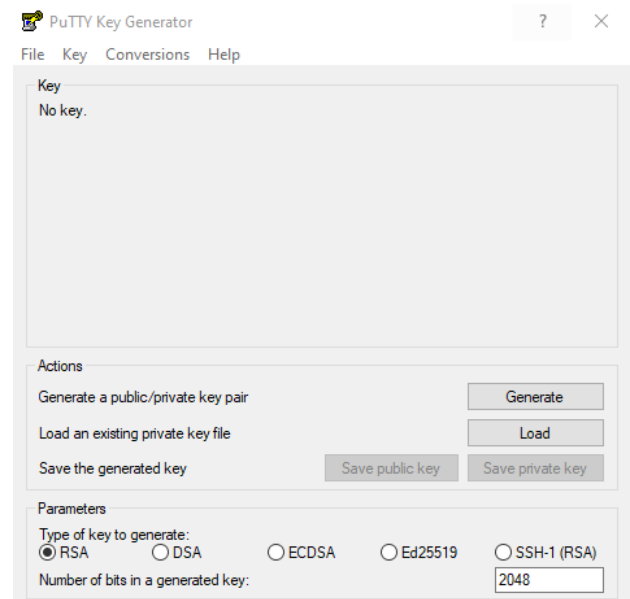 PuTTY Key Generator ?
File Key Conversions Help
Key
No key.
Actions
Generate a public/private key pair Generate
Load an existing private key file Load
Save the generated key Save public key Save private key
Parameters
Type of key to generate:
RSA DSA ECDSA Ed25519 SSH-1 (RSA)
Number of bits in a generated key: 2048